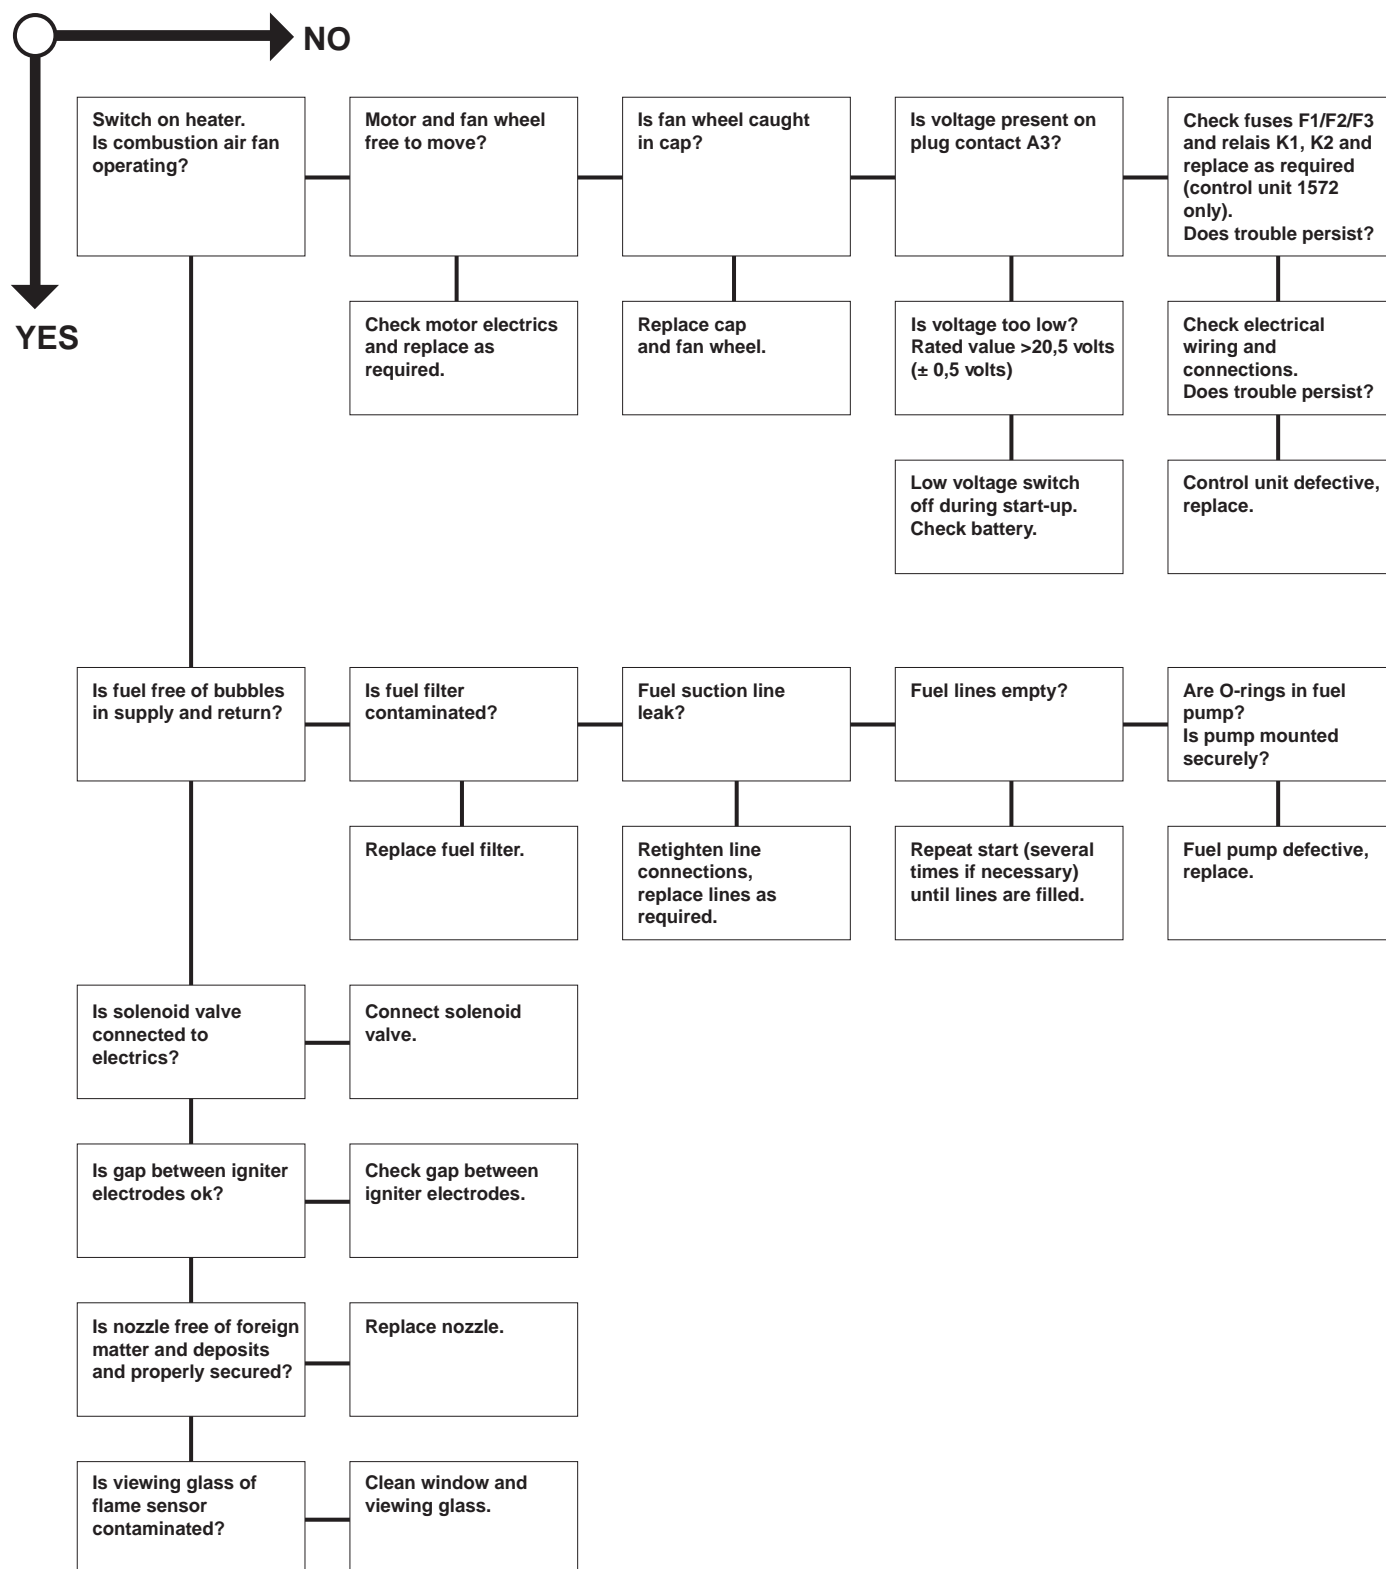 NO
YES
Switch on heater.
Is combustion air fan
operating?
Motor and fan wheel
free to move?
Is fan wheel caught
in cap?
Is voltage present on
plug contact A3?
Check fuses F1/F2/F3
and relais K1, K2 and
replace as required
(control unit 1572
only).
Does trouble persist?
Check motor electrics
and replace as
required.
Replace cap
and fan wheel.
Is voltage too low?
Rated value >20,5 volts
(± 0,5 volts)
Check electrical
wiring and
connections.
Does trouble persist?
Low voltage switch
off during start-up.
Check battery.
Control unit defective,
replace.
Is fuel free of bubbles
in supply and return?
Is fuel filter
contaminated?
Fuel suction line
leak?
Fuel lines empty?
Are O-rings in fuel
pump?
Is pump mounted
securely?
Replace fuel filter.
Retighten line
connections,
replace lines as
required.
Repeat start (several
times if necessary)
until lines are filled.
Fuel pump defective,
replace.
Is solenoid valve
connected to
electrics?
Connect solenoid
valve.
Is gap between igniter
electrodes ok?
Check gap between
igniter electrodes.
Is nozzle free of foreign
matter and deposits
and properly secured?
Replace nozzle.
Is viewing glass of
flame sensor
contaminated?
Clean window and
viewing glass.